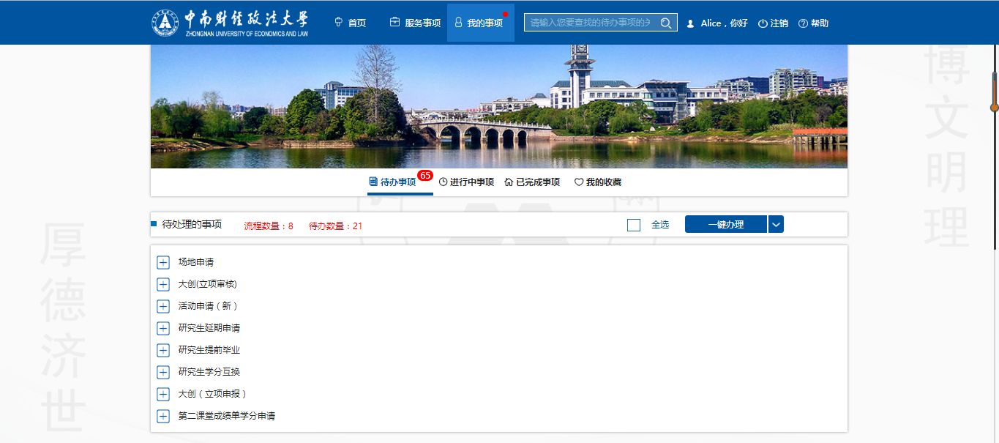 中南财经政法大学
ZHONGNAN UNIVERSITY OF ECONOMICS AND LAW
首页
服务事项
我的事项
请输入您要查找的待办事项的关
Alice，你好
注销
帮助
博文明理
厚德济世
待办事项 65
进行中事项
已完成事项
我的收藏
待处理的事项
流程数量：8
待办数量：21
全选
一键办理
场地申请
大创(立项审核)
活动申请（新）
研究生延期申请
研究生提前毕业
研究生学分互换
大创（立项申报）
第二课堂成绩单学分申请